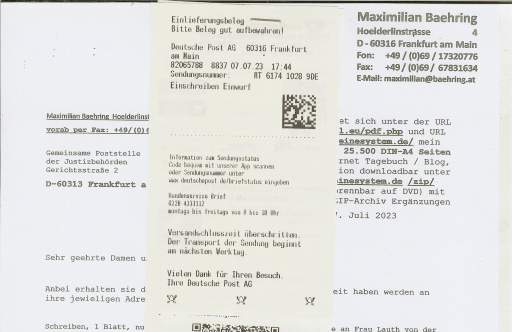 Maximilian Baehring
Hoelderlinstrasse 4
D - 60316 Frankfurt am Main
Fon: +49 / (0)69 / 17320776
Fax: +49 / (0)69 / 67831634
E-Mail: maximilian@baehring.at
Einlieferungsbeleg
Bitte Beleg gut aufbewahren!
Deutsche Post AG 60316 Frankfurt
am Main
82065788 8837 07.07.23 17:44
Sendungsnummer: RT 6174 1028 9DE
Einschreiben Einwurf
Information zum Sendungsstatus
Code bequem mit unserer App scannen
oder Sendungsnummer unter
www.deutschepost.de/briefstatus eingeben
Kundenservice Brief
0228 4333112
montags bis freitags von 8 bis 18 Uhr
Versandschlusszeit überschritten.
Der Transport der Sendung beginnt
am nächsten Werktag.
Vielen Dank für Ihren Besuch.
Ihre Deutsche Post AG
Maximilian Baehring Hoelderlinst
vorab per Fax: +49/(0)6
Gemeinsame Poststelle
der Justizbehörden
Gerichtsstraße 2
D-60313 Frankfurt a
et sich unter der URL
l.eu/pdf.php und URL
einesystem.de/ mein
25.500 DIN-A4 Seiten
rnet Tagebuch / Blog,
ion downloadbar unter
einesystem.de /zip/
brennbar auf DVD) mit
ZIP-Archiv Ergänzungen
7. Juli 2023
Sehr geehrte Damen u
Anbei erhalten sie d
eit haben werden an
ihre jeweiligen Adre
Schreiben, 1 Blatt, nu
e an Frau Lauth von der